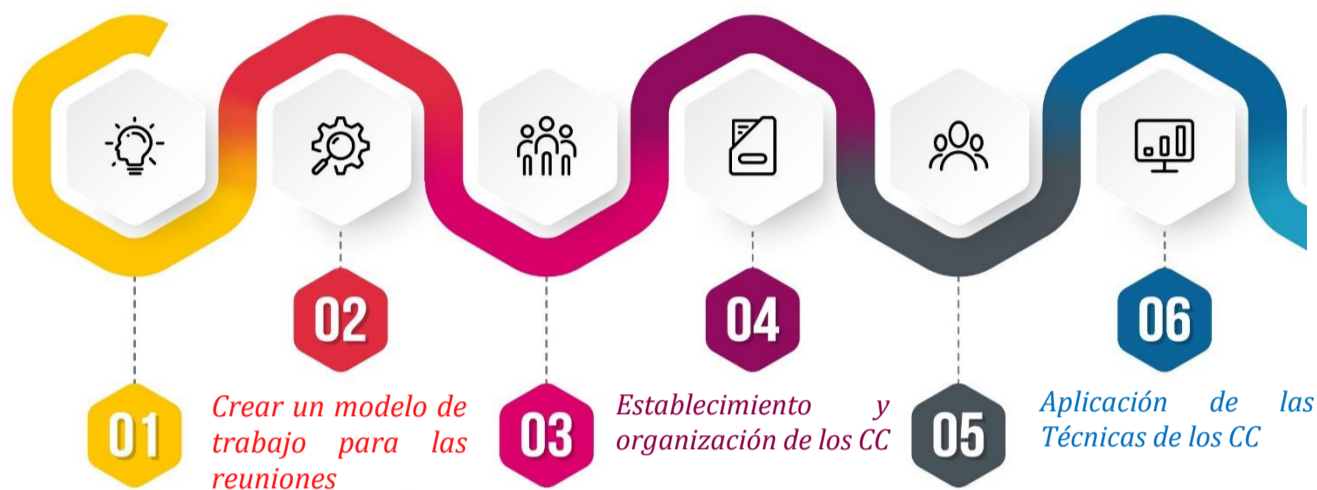 02
04
06
01
Crear un modelo de
trabajo para las
reuniones
03
Establecimiento y
organización de los CC
05
Aplicación de las
Técnicas de los CC